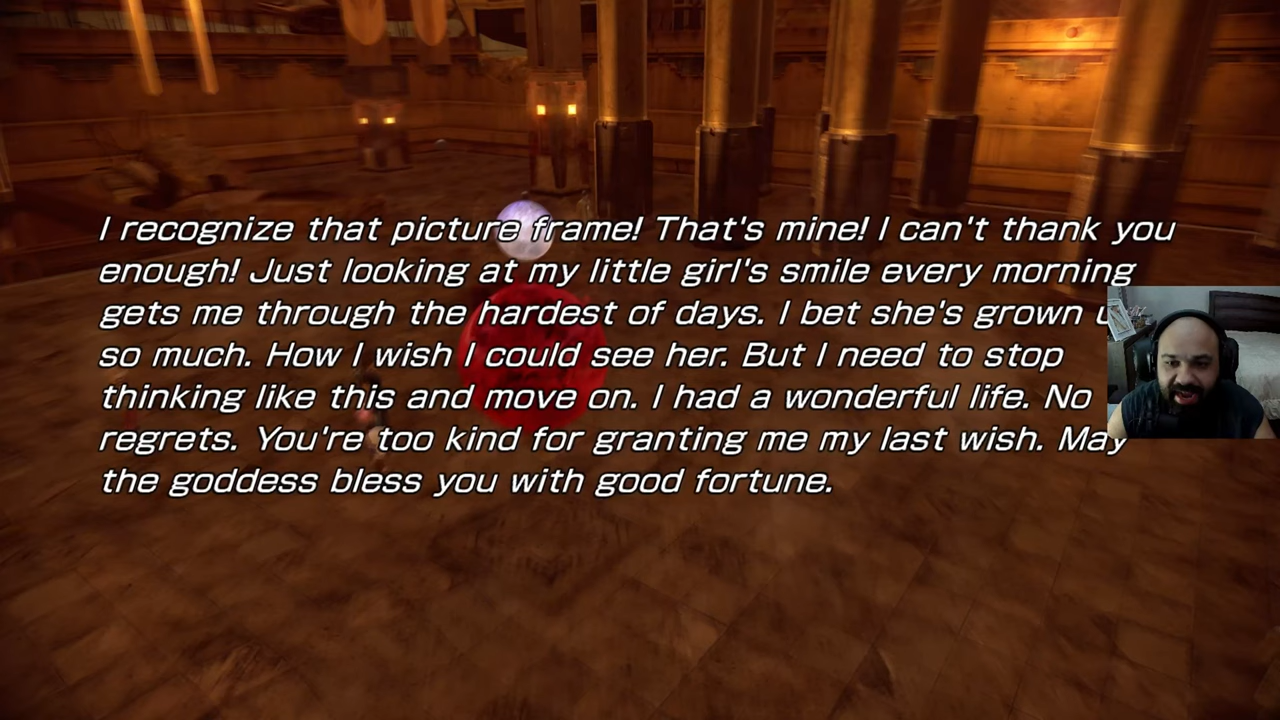 I recognize that picture frame! That's mine! I can't thank you
enough! Just looking at my little girl's smile every morning
gets me through the hardest of days. I bet she's grown
so much. How I wish I could see her. But I need to stop
thinking like this and move on. I had a wonderful life. No
regrets. You're too kind for granting me my last wish. May
the goddess bless you with good fortune.